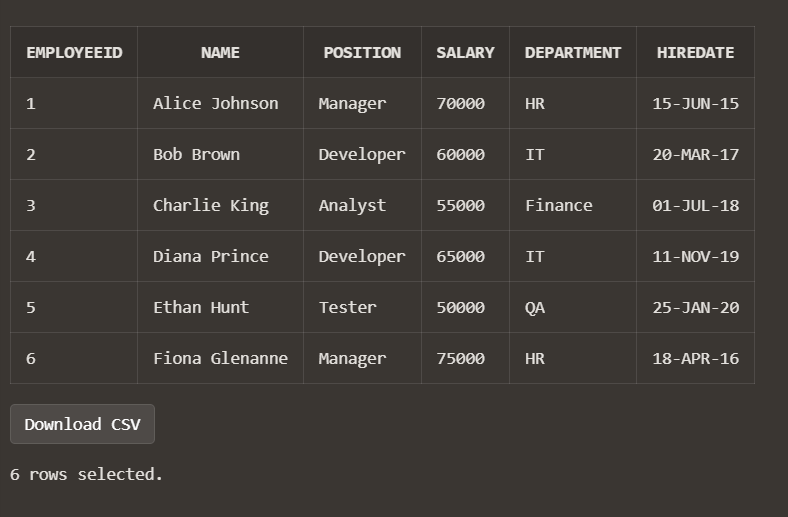 EMPLOYEEID NAME POSITION SALARY DEPARTMENT HIREDATE
1 Alice Johnson Manager 70000 HR 15-JUN-15
2 Bob Brown Developer 60000 IT 20-MAR-17
3 Charlie King Analyst 55000 Finance 01-JUL-18
4 Diana Prince Developer 65000 IT 11-NOV-19
5 Ethan Hunt Tester 50000 QA 25-JAN-20
6 Fiona Glenanne Manager 75000 HR 18-APR-16
Download CSV
6 rows selected.